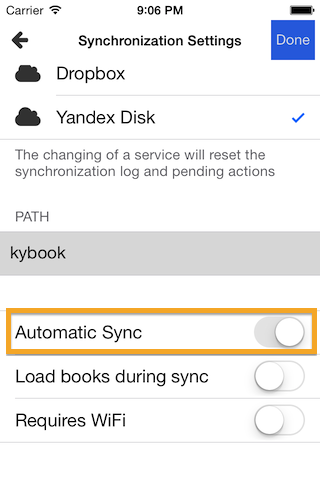 Carrier 9:06 PM
Synchronization Settings Done
Dropbox
Yandex Disk
The changing of a service will reset the
synchronization log and pending actions
PATH
kybook
Automatic Sync
Load books during sync
Requires WiFi